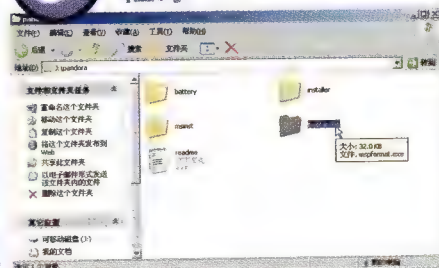 文件(F) 编辑(E) 查看(V) 收藏(A) 工具(T) 帮助(H)
后退 搜索 文件夹
地址(D) J:\pandora 转到
文件和文件夹任务
重命名这个文件夹
移动这个文件夹
复制这个文件夹
将这个文件夹发布到 Web
共享此文件夹
以电子邮件形式发送该文件夹内的文件
删除这个文件夹
其它位置
可移动磁盘 (J:)
我的文档
battery
installer
msinst
readme
大小: 32.0 KB
文件: mspformat.exe